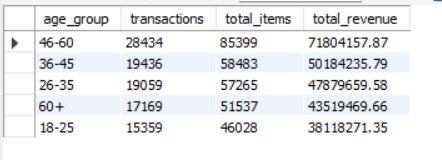 age_group transactions total_items total_revenue
46-60 28434 85399 71804157.87
36-45 19436 58483 50184235.79
26-35 19059 57265 47879659.58
60+ 17169 51537 43519469.66
18-25 15359 46028 38118271.35